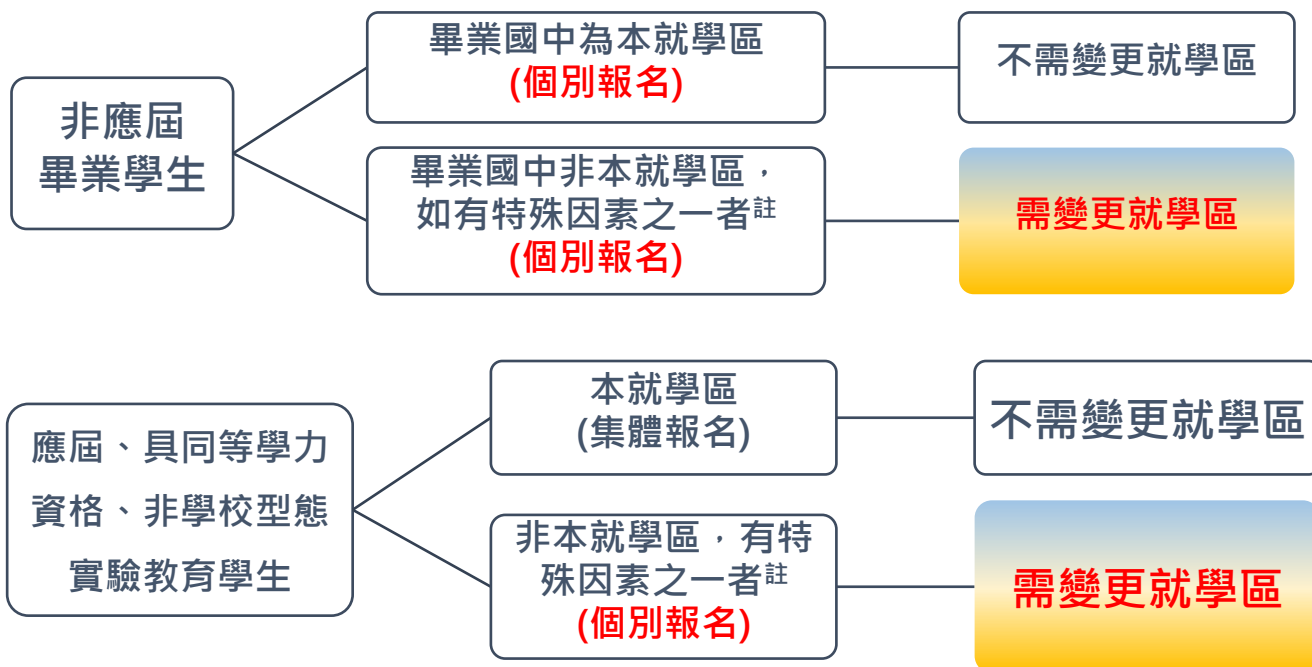 非應屆
畢業學生
畢業國中為本就學區
(個別報名)
不需變更就學區
畢業國中非本就學區，
如有特殊因素之一者註
(個別報名)
需變更就學區
應屆、具同等學力
資格、非學校型態
實驗教育學生
本就學區
(集體報名)
不需變更就學區
非本就學區，有特
殊因素之一者註
(個別報名)
需變更就學區